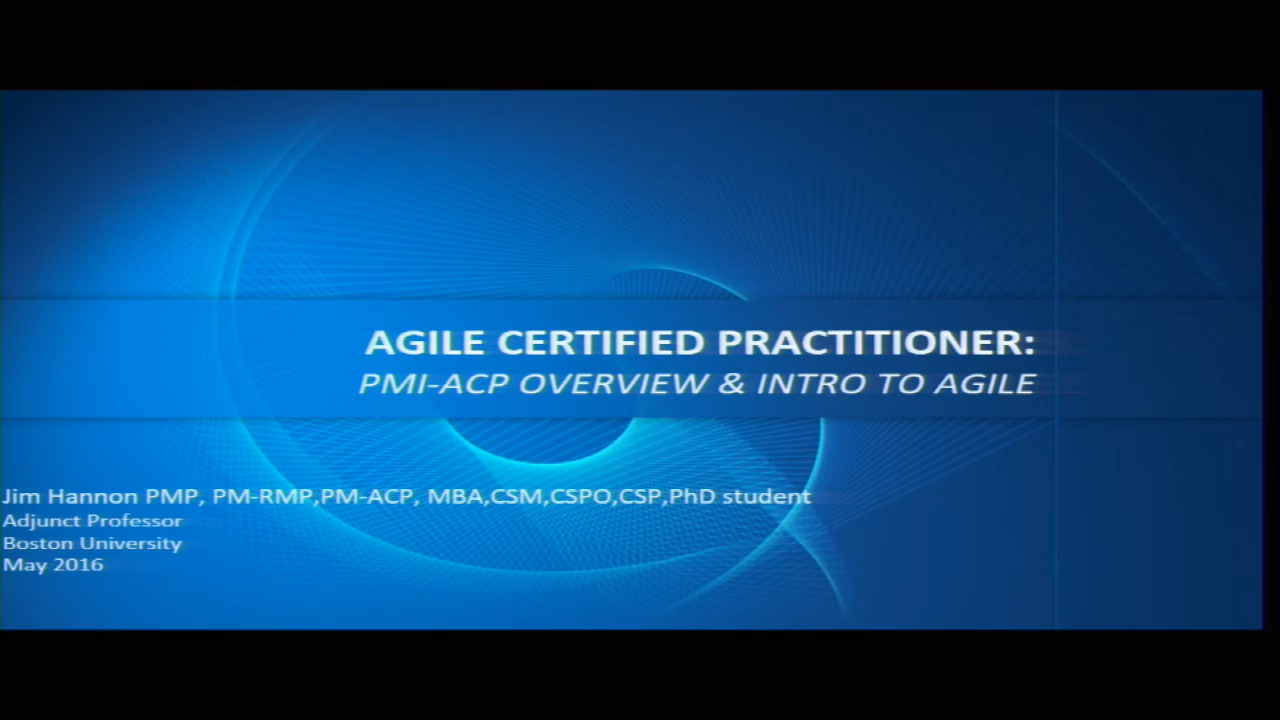 AGILE CERTIFIED PRACTITIONER:
PMI-ACP OVERVIEW & INTRO TO AGILE
Jim Hannon PMP, PM-RMP,PM-ACP, MBA,CSM,CSPO,CSP,PhD student
Adjunct Professor
Boston University
May 2016